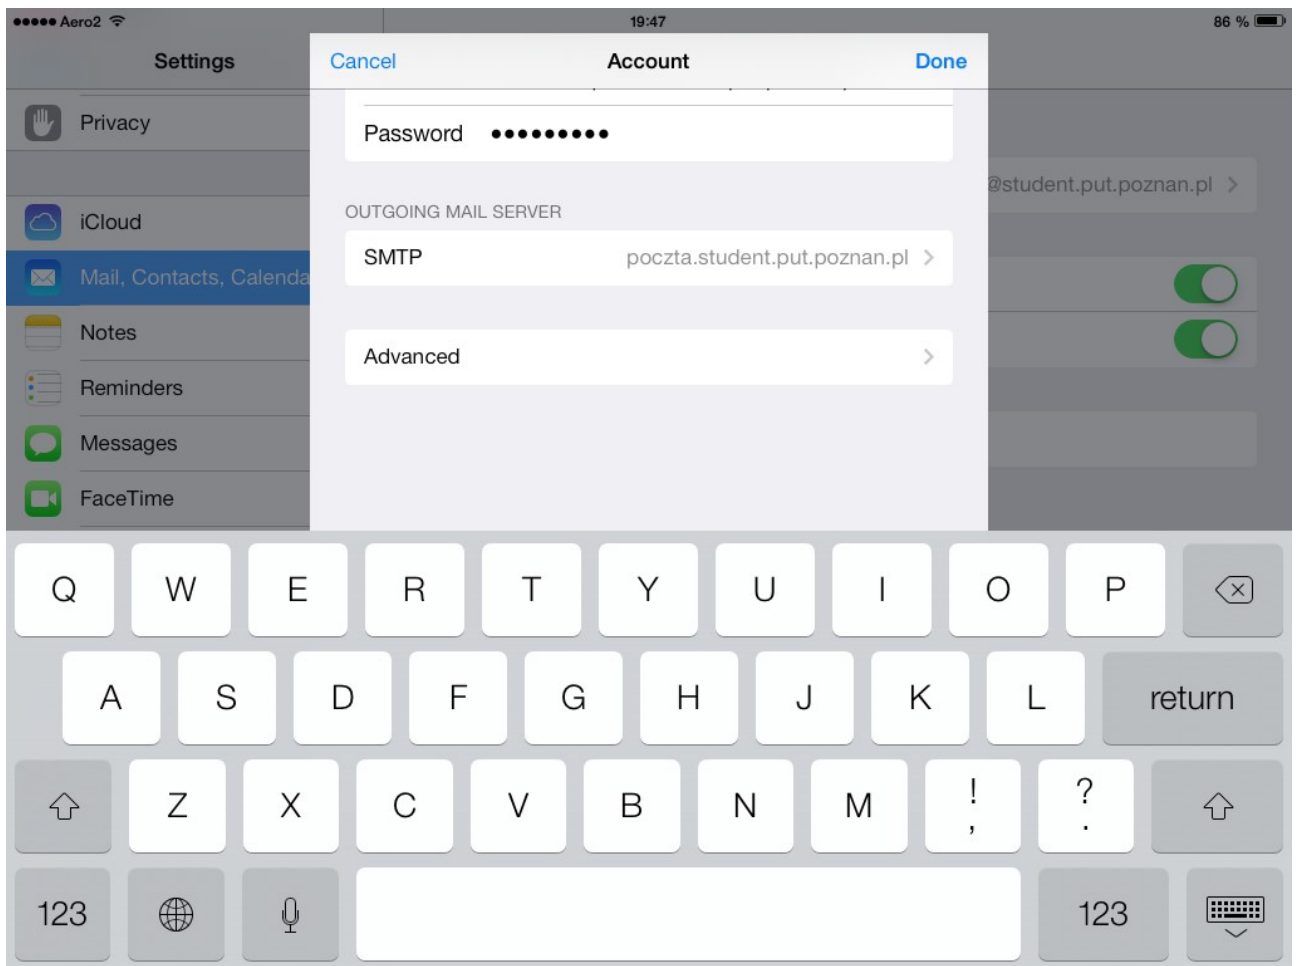 Aero2 19:47 86 %
Settings
Cancel Account Done
Privacy
Password •••••••••
@student.put.poznan.pl
OUTGOING MAIL SERVER
iCloud
SMTP poczta.student.put.poznan.pl
Mail, Contacts, Calenda
Notes
Advanced
Reminders
Messages
FaceTime
Q W E R T Y U I O P
A S D F G H J K L return
Z X C V B N M ! , ? .
123 123